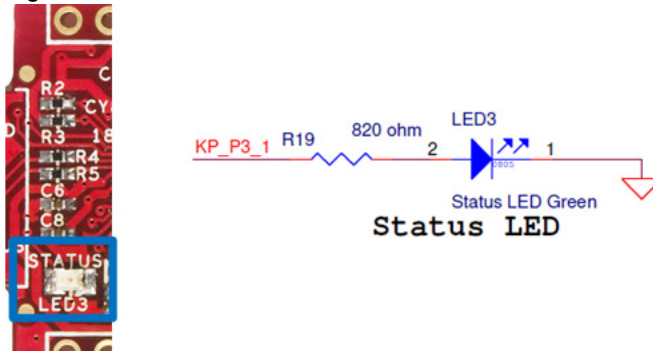 R2
CY
R3
18
R4
R5
C6
C8
STATUS
LED3
KP_P3_1
R19
820 ohm
2
LED3
1
0805
Status LED Green
Status LED